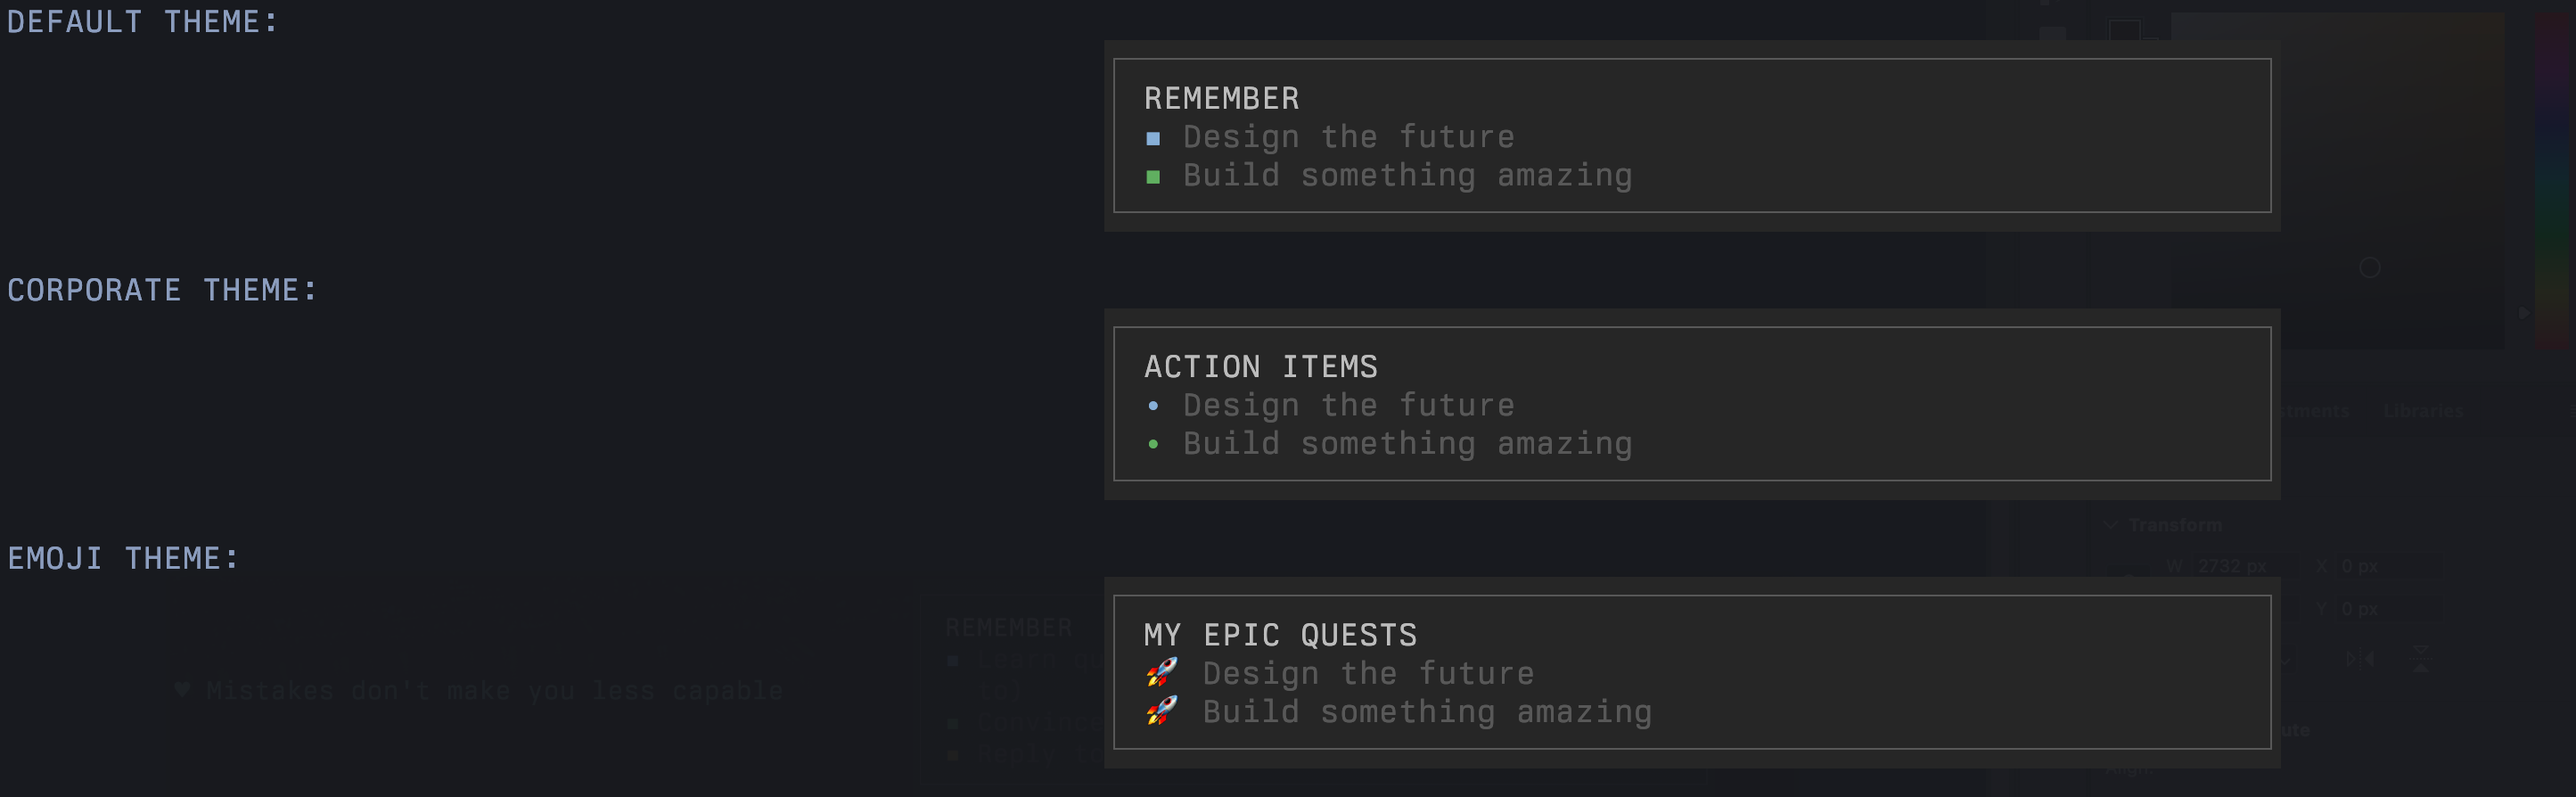 DEFAULT THEME:
REMEMBER
■ Design the future
■ Build something amazing
CORPORATE THEME:
ACTION ITEMS
• Design the future
• Build something amazing
EMOJI THEME:
MY EPIC QUESTS
🚀 Design the future
🚀 Build something amazing
REMEMBER
♥ Mistakes don't make you less capable
Libraries
Transform
W 2732 px X 0 px
Y 0 px